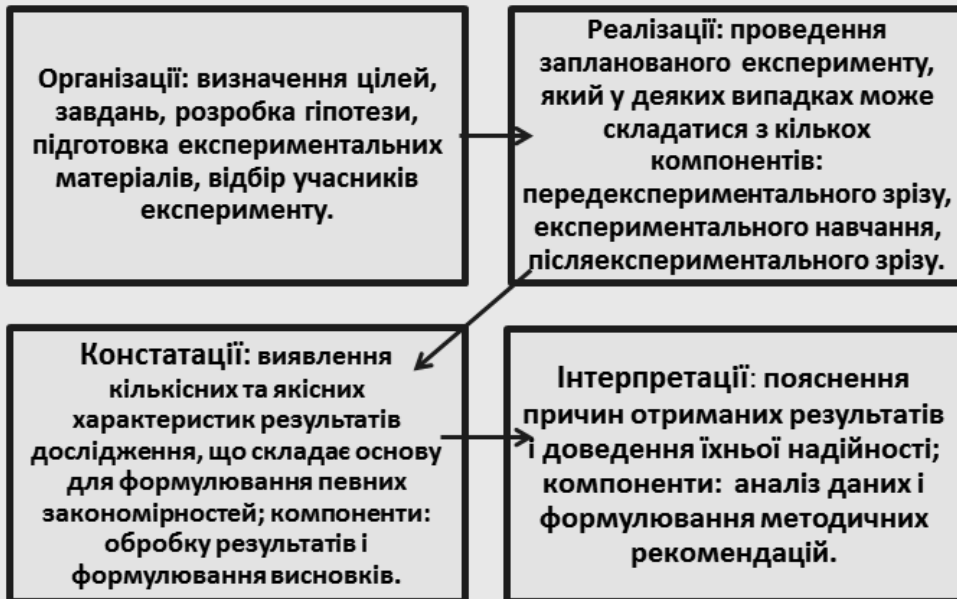 Організації: визначення цілей,
завдань, розробка гіпотези,
підготовка експериментальних
матеріалів, відбір учасників
експерименту.
Реалізації: проведення
запланованого експерименту,
який у деяких випадках може
складатися з кількох
компонентів:
передекспериментального зрізу,
експериментального навчання,
післяекспериментального зрізу.
Констатації: виявлення
кількісних та якісних
характеристик результатів
дослідження, що складає основу
для формулювання певних
закономірностей; компоненти:
обробку результатів і
формулювання висновків.
Інтерпретації: пояснення
причин отриманих результатів
і доведення їхньої надійності;
компоненти: аналіз даних і
формулювання методичних
рекомендацій.